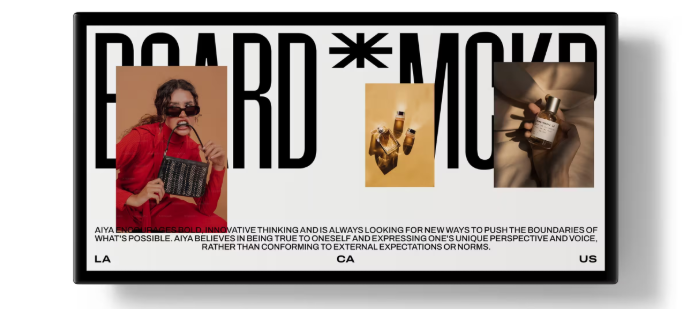 BOARD*MCKP
AIYA ENCOURAGES BOLD, INNOVATIVE THINKING AND IS ALWAYS LOOKING FOR NEW WAYS TO PUSH THE BOUNDARIES OF
WHAT'S POSSIBLE. AIYA BELIEVES IN BEING TRUE TO ONESELF AND EXPRESSING ONE'S UNIQUE PERSPECTIVE AND VOICE,
RATHER THAN CONFORMING TO EXTERNAL EXPECTATIONS OR NORMS.
LA CA US